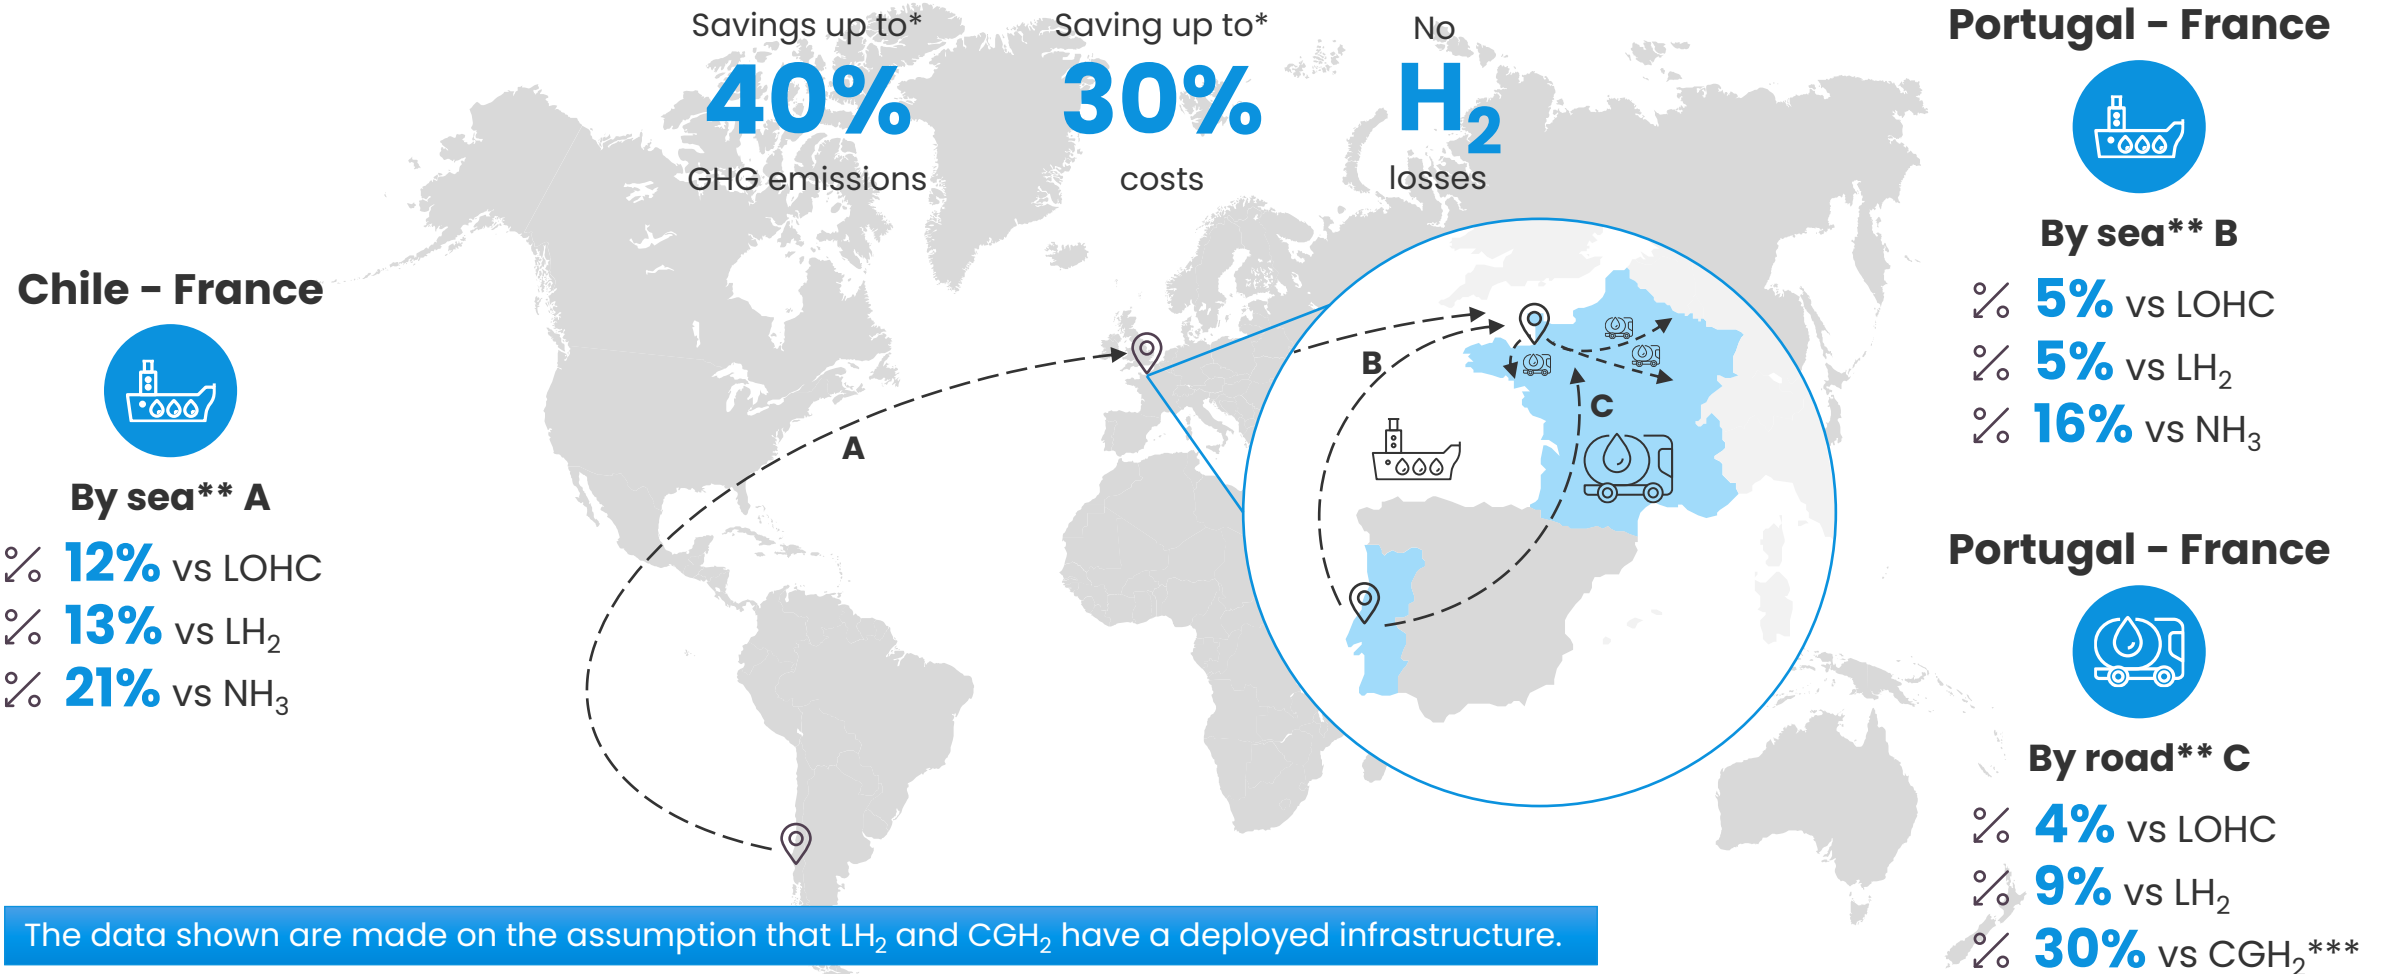 Savings up to*
40%
GHG emissions
Saving up to*
30%
costs
No
H₂
losses
Chile - France
By sea** A
12% vs LOHC
13% vs LH₂
21% vs NH₃
A
B
C
Portugal - France
By sea** B
5% vs LOHC
5% vs LH₂
16% vs NH₃
Portugal - France
By road** C
4% vs LOHC
9% vs LH₂
30% vs CGH₂***
The data shown are made on the assumption that LH₂ and CGH₂ have a deployed infrastructure.